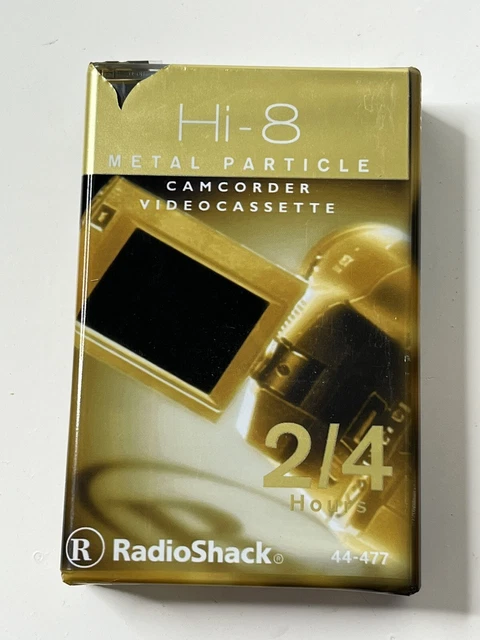 Hi-8
METAL PARTICLE
CAMCORDER
VIDEOCASSETTE
2/4
Hours
R RadioShack® 44-477